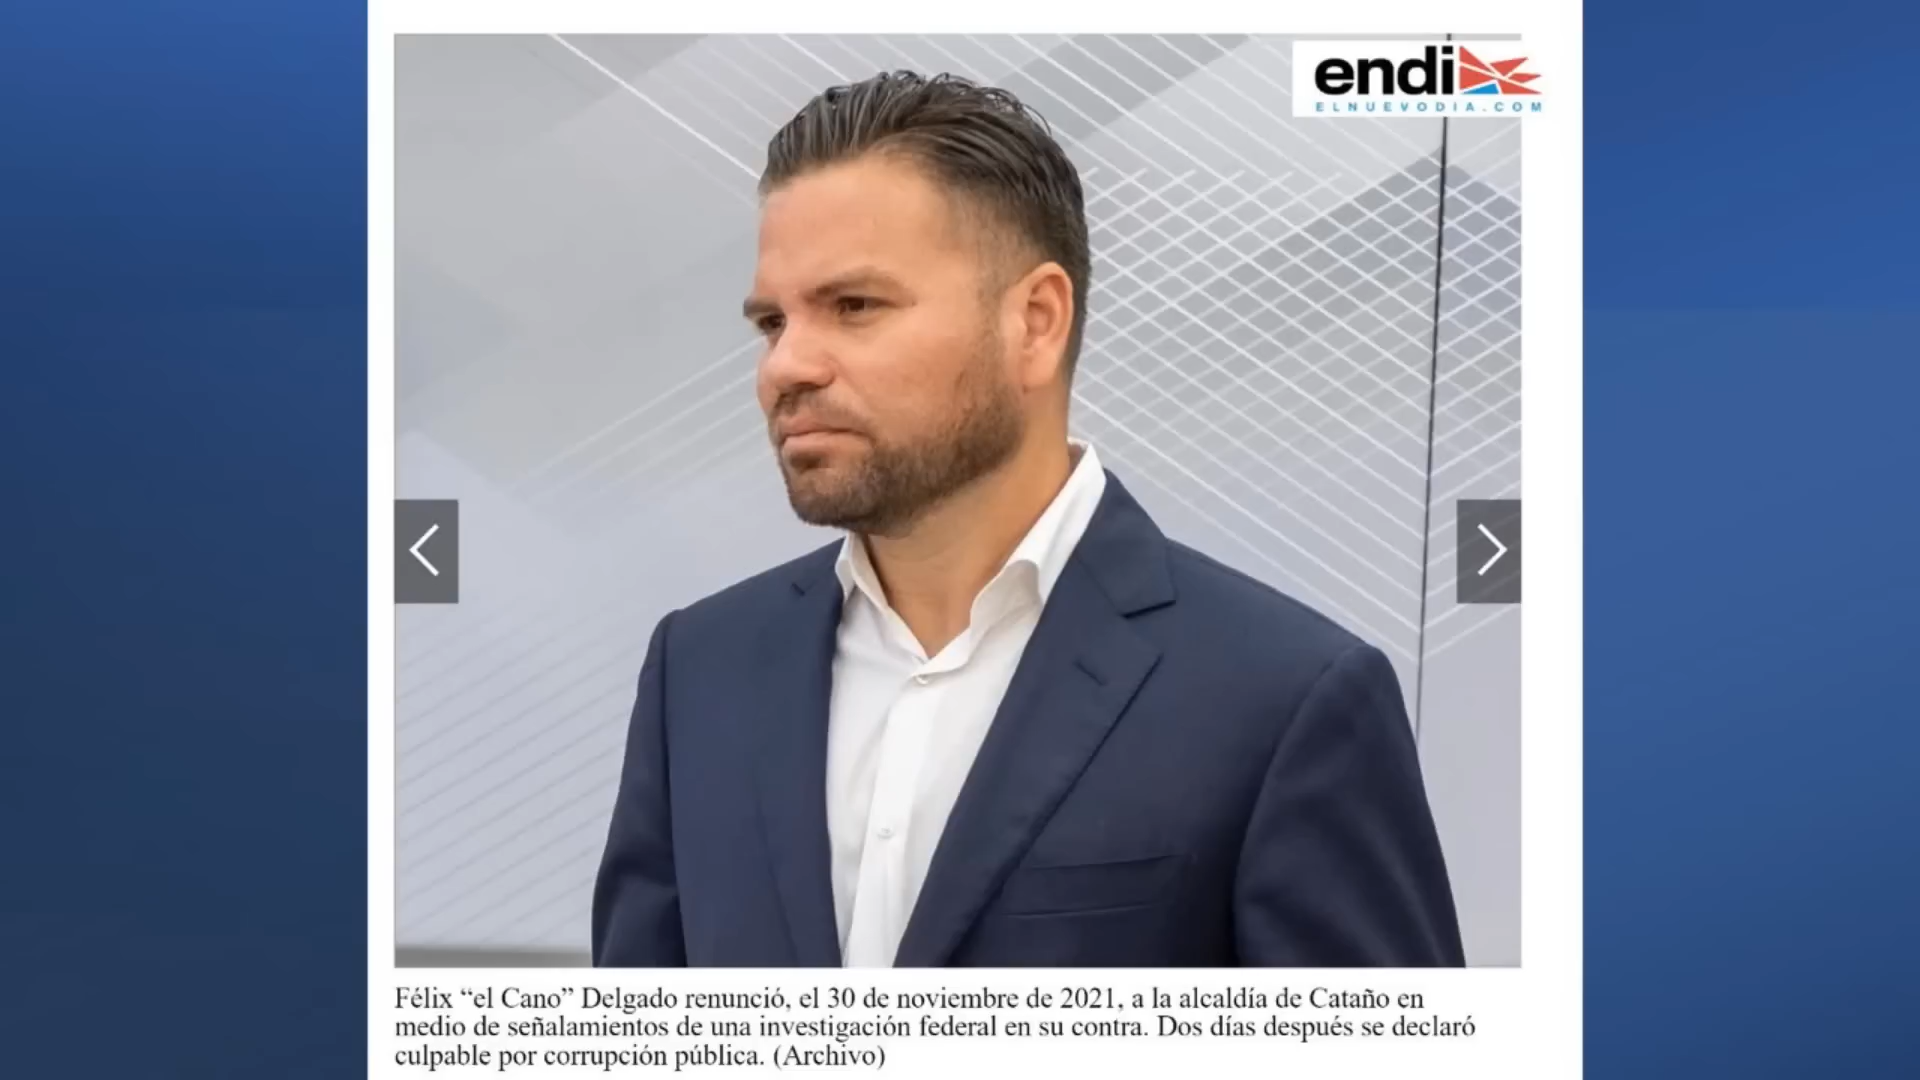 endi
ELNUEVODIA.COM
Félix “el Cano” Delgado renunció, el 30 de noviembre de 2021, a la alcaldía de Cataño en
medio de señalamientos de una investigación federal en su contra. Dos días después se declaró
culpable por corrupción pública. (Archivo)